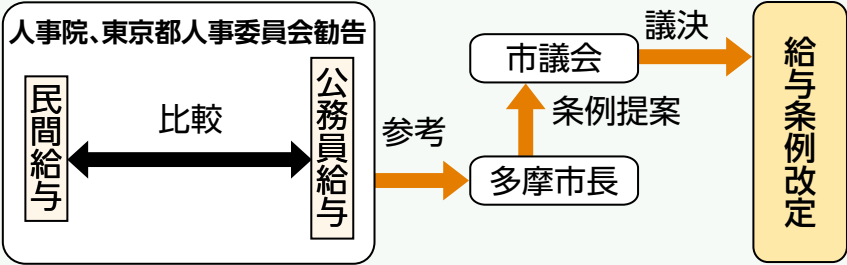 人事院、東京都人事委員会勧告
民間給与
比較
公務員給与
参考
多摩市長
条例提案
市議会
議決
給与条例改定